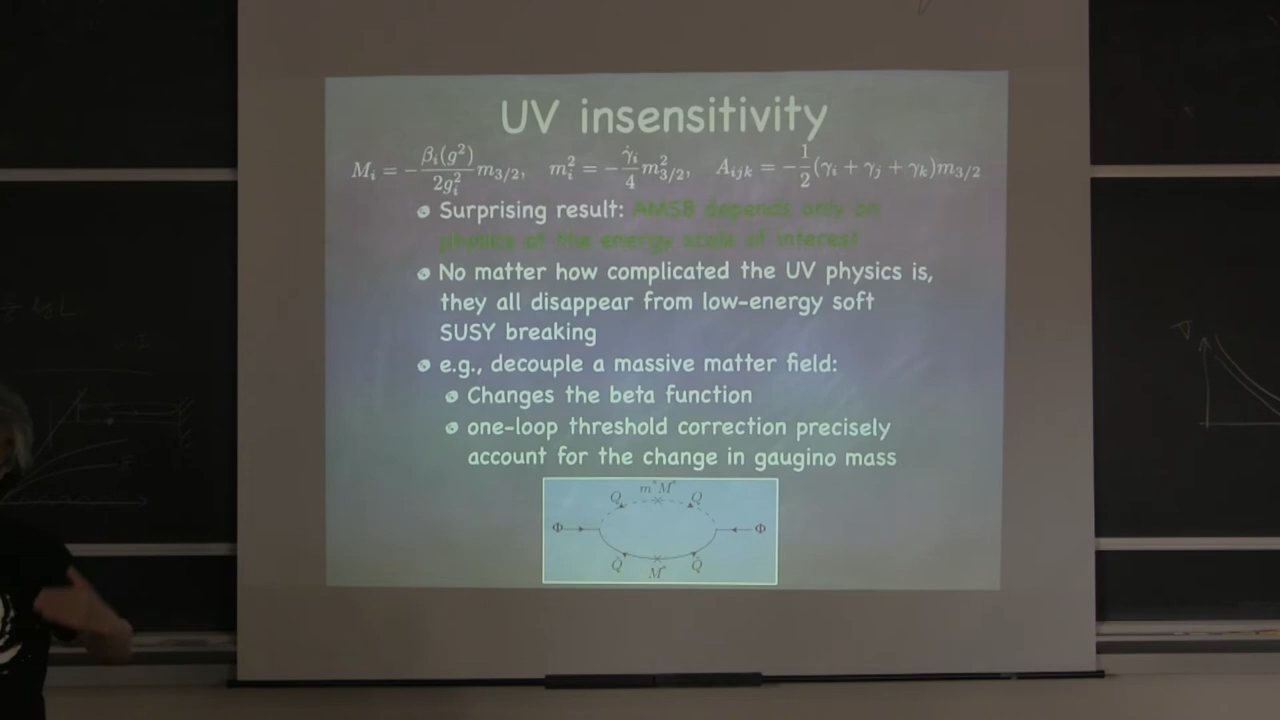 UV insensitivity
M_i = -\frac{\beta_i(g^2)}{2g_i^2} m_{3/2}, m_i^2 = -\frac{\dot{\gamma}_i}{4} m_{3/2}^2, A_{ijk} = -\frac{1}{2}(\gamma_i + \gamma_j + \gamma_k) m_{3/2}
Surprising result: AMSB depends only on
physics at the energy scale of interest
No matter how complicated the UV physics is,
they all disappear from low-energy soft
SUSY breaking
e.g., decouple a massive matter field:
Changes the beta function
one-loop threshold correction precisely
account for the change in gaugino mass
Q m*M* Q
Φ Φ
Q M* Q